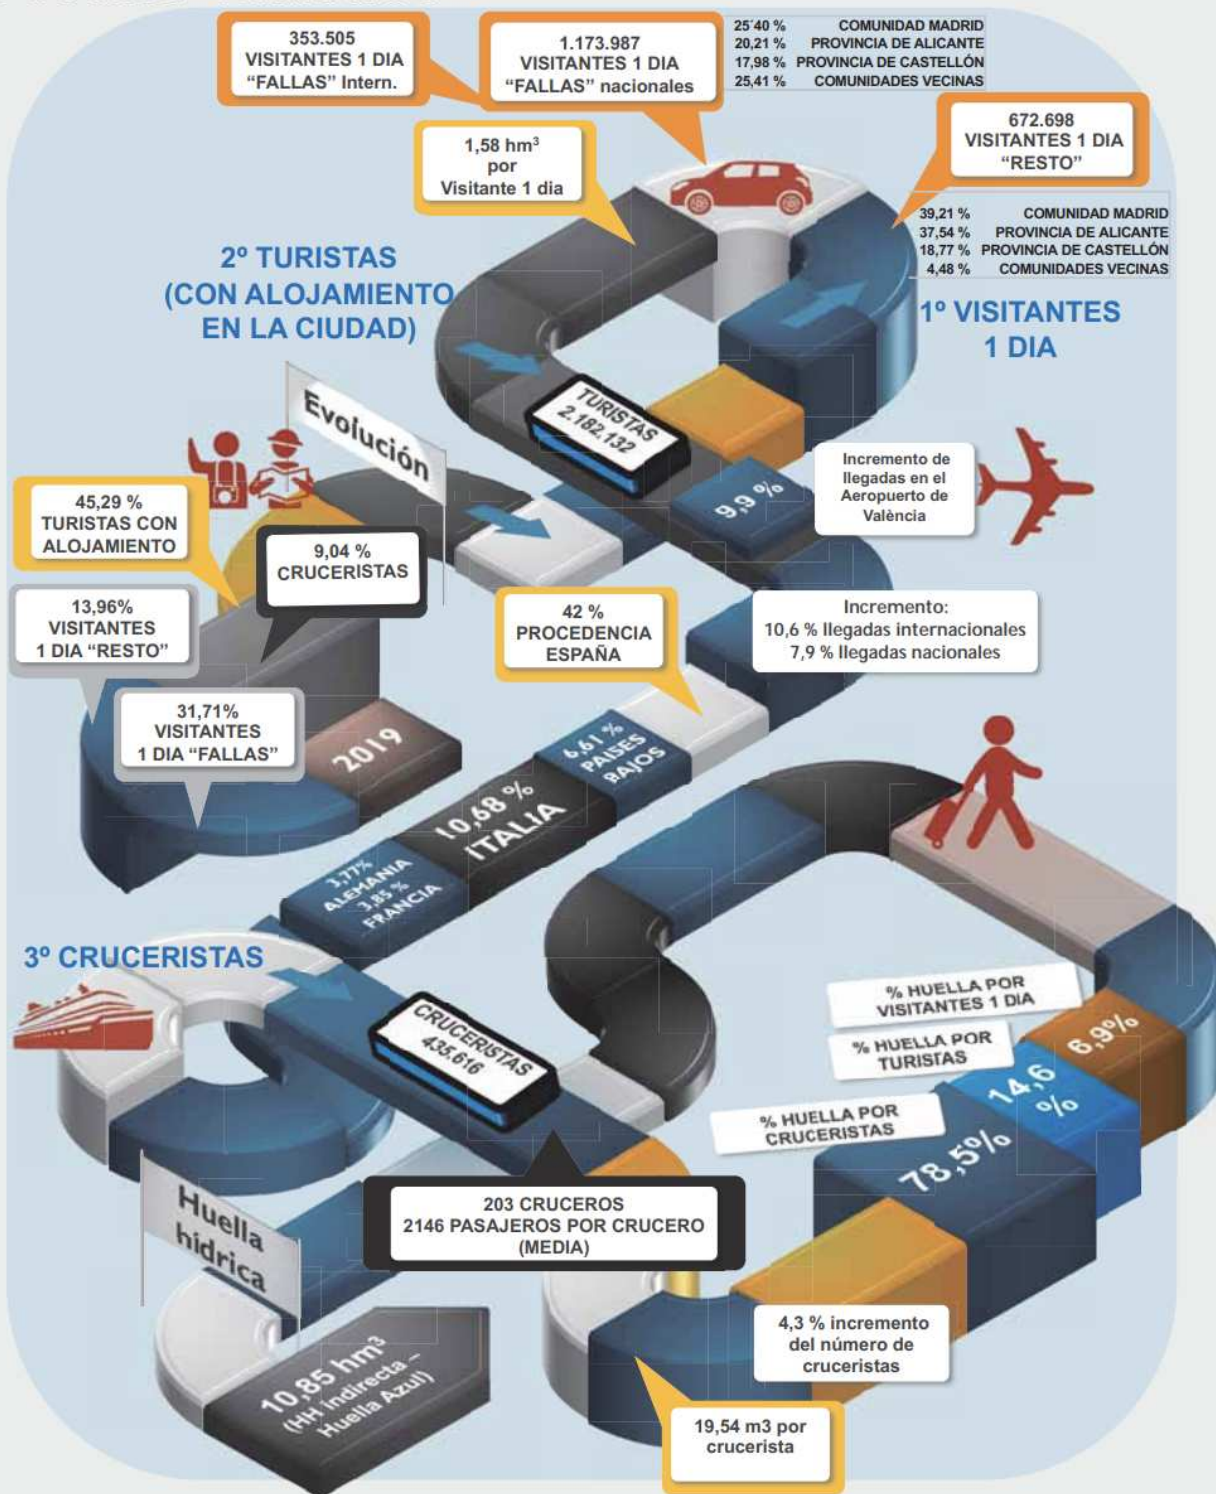 353.505
VISITANTES 1 DIA
“FALLAS” Intern.
1.173.987
VISITANTES 1 DIA
“FALLAS” nacionales
25´40 % COMUNIDAD MADRID
20,21 % PROVINCIA DE ALICANTE
17,98 % PROVINCIA DE CASTELLÓN
25,41 % COMUNIDADES VECINAS
672.698
VISITANTES 1 DIA
“RESTO”
1,58 hm³
por
Visitante 1 dia
39,21 % COMUNIDAD MADRID
37,54 % PROVINCIA DE ALICANTE
18,77 % PROVINCIA DE CASTELLÓN
4,48 % COMUNIDADES VECINAS
2º TURISTAS
(CON ALOJAMIENTO
EN LA CIUDAD)
1º VISITANTES
1 DIA
Evolución
TURISTAS
2.182.132
9,9 %
Incremento de
llegadas en el
Aeropuerto de
València
45,29 %
TURISTAS CON
ALOJAMIENTO
9,04 %
CRUCERISTAS
13,96%
VISITANTES
1 DIA “RESTO”
42 %
PROCEDENCIA
ESPAÑA
Incremento:
10,6 % llegadas internacionales
7,9 % llegadas nacionales
31,71%
VISITANTES
1 DIA “FALLAS”
2019
6,61 %
PAISES
BAJOS
10,68 %
ITALIA
3,77%
ALEMANIA
3,85 %
FRANCIA
3º CRUCERISTAS
CRUCERISTAS
435.616
% HUELLA POR
VISITANTES 1 DIA
6,9%
% HUELLA POR
TURISTAS
14,6
%
% HUELLA POR
CRUCERISTAS
78,5%
203 CRUCEROS
2146 PASAJEROS POR CRUCERO
(MEDIA)
Huella
hídrica
10,85 hm³
(HH indirecta –
Huella Azul)
4,3 % incremento
del número de
cruceristas
19,54 m3 por
crucerista